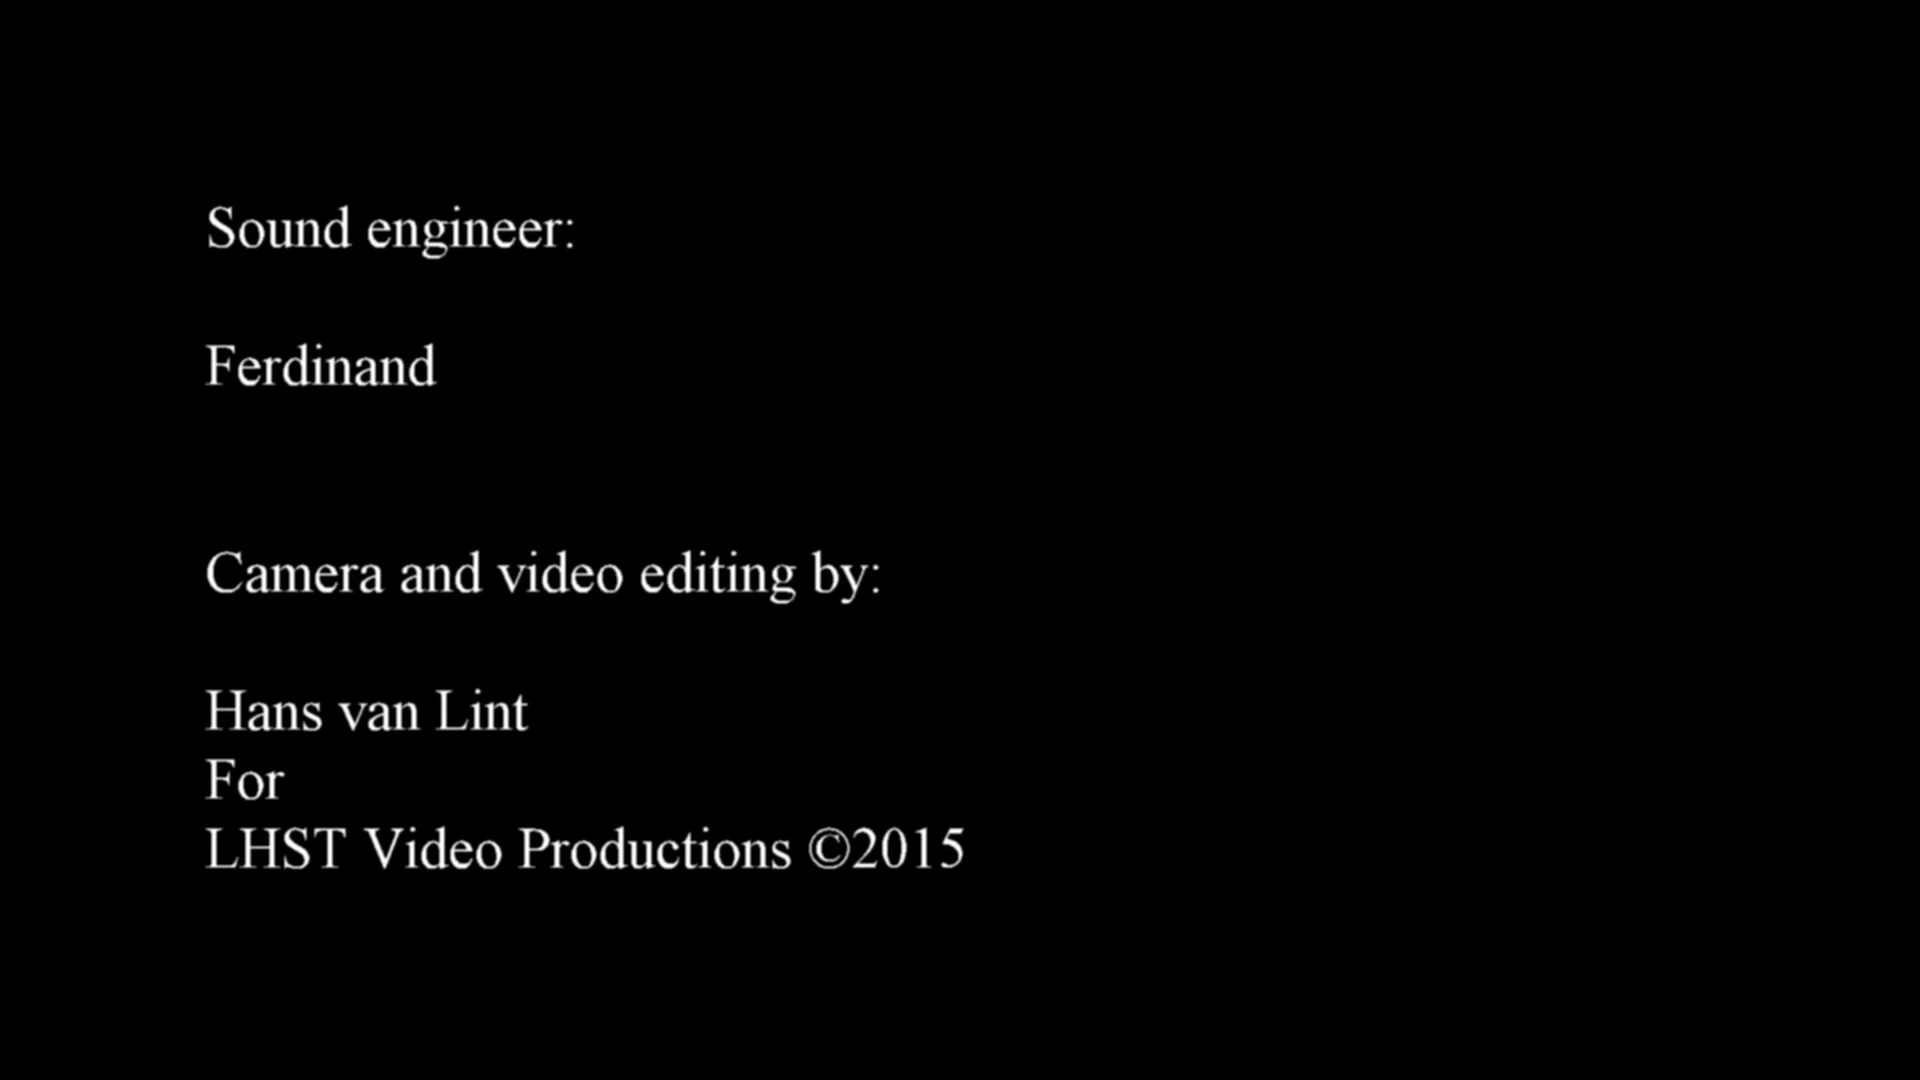 Sound engineer:
Ferdinand
Camera and video editing by:
Hans van Lint
For
LHST Video Productions ©2015